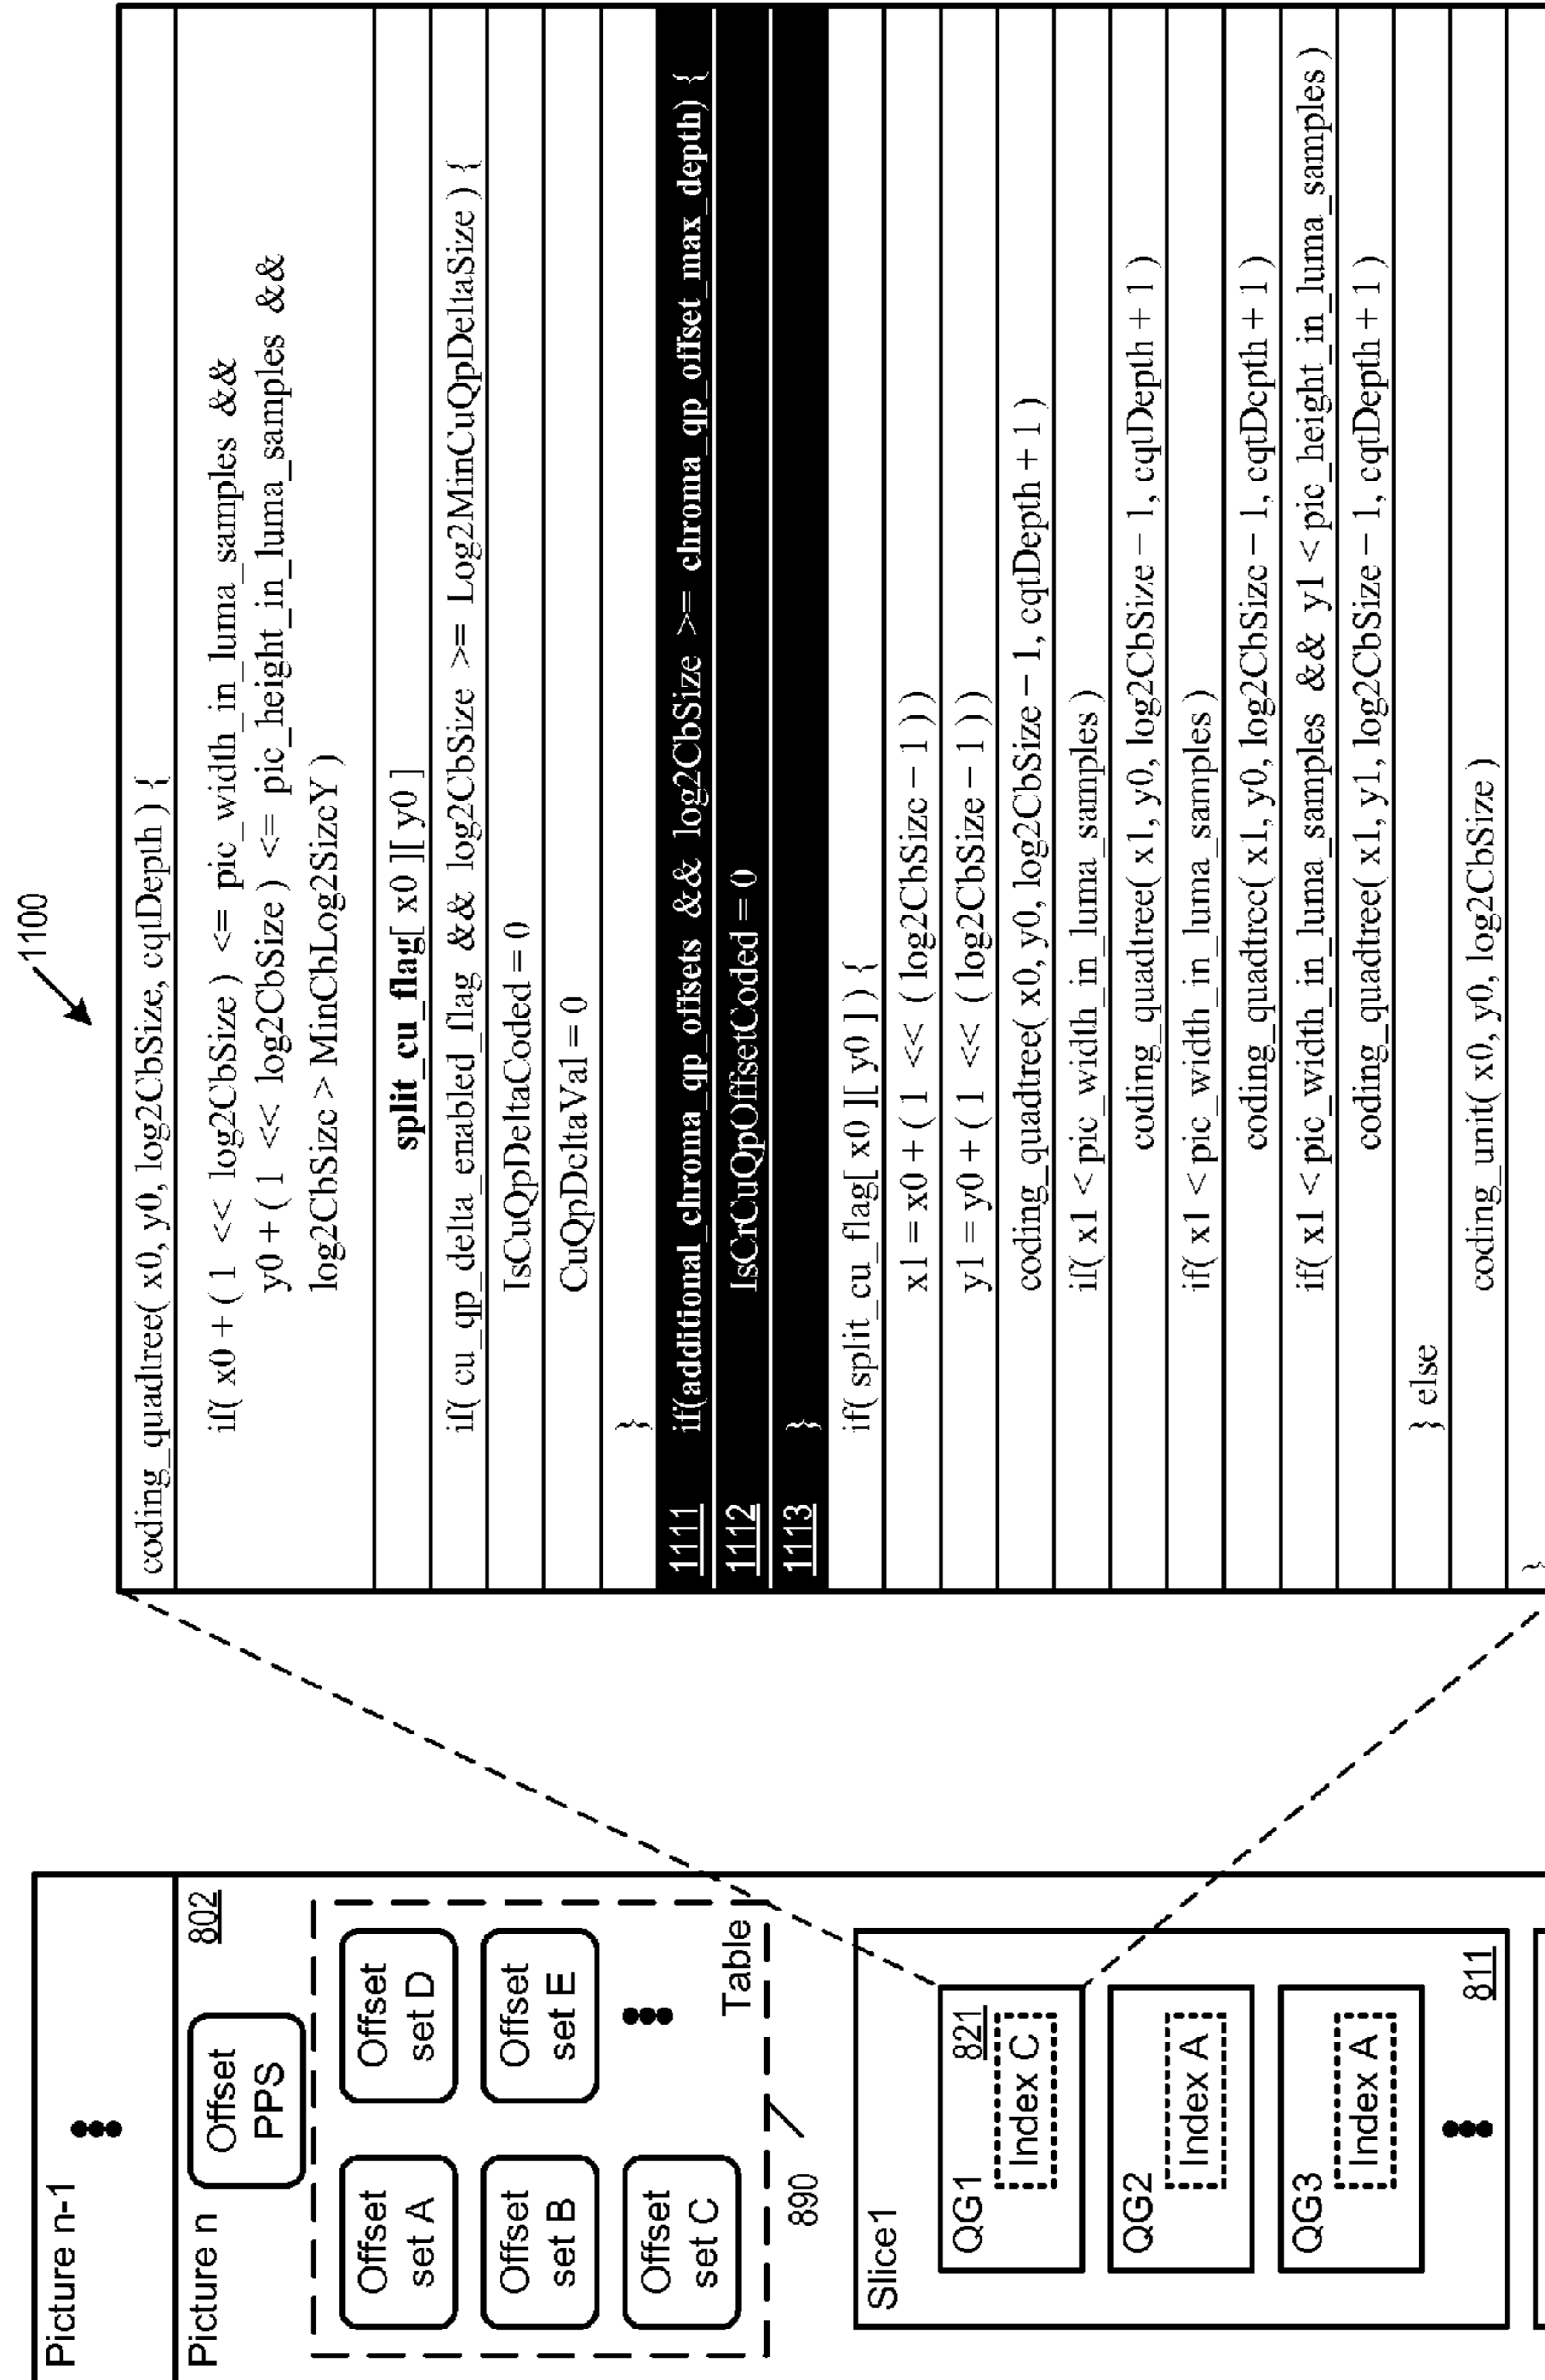 1100
Picture n-1
Picture n
802
Offset
PPS
Offset
set A
Offset
set D
Offset
set B
Offset
set E
Offset
set C
Table
890
Slice1
QG1
821
Index C
QG2
Index A
QG3
Index A
811
coding_quadtree( x0, y0, log2CbSize, cqtDepth ) {
if( x0 + ( 1 << log2CbSize ) <= pic_width_in_luma_samples &&
y0 + ( 1 << log2CbSize ) <= pic_height_in_luma_samples &&
log2CbSize > MinCbLog2SizeY )
split_cu_flag[ x0 ][ y0 ]
if( cu_qp_delta_enabled_flag && log2CbSize >= Log2MinCuQpDeltaSize ) {
IsCuQpDeltaCoded = 0
CuQpDeltaVal = 0
}
1111 if(additional_chroma_qp_offsets && log2CbSize >= chroma_qp_offset_max_depth) {
1112 IsCrCuQpOffsetCoded = 0
1113 }
if( split_cu_flag[ x0 ][ y0 ] ) {
x1 = x0 + ( 1 << ( log2CbSize − 1 ) )
y1 = y0 + ( 1 << ( log2CbSize − 1 ) )
coding_quadtree( x0, y0, log2CbSize − 1, cqtDepth + 1 )
if( x1 < pic_width_in_luma_samples )
coding_quadtree( x1, y0, log2CbSize − 1, cqtDepth + 1 )
if( x1 < pic_width_in_luma_samples )
coding_quadtree( x1, y0, log2CbSize − 1, cqtDepth + 1 )
if( x1 < pic_width_in_luma_samples && y1 < pic_height_in_luma_samples )
coding_quadtree( x1, y1, log2CbSize − 1, cqtDepth + 1 )
} else
coding_unit( x0, y0, log2CbSize )
}